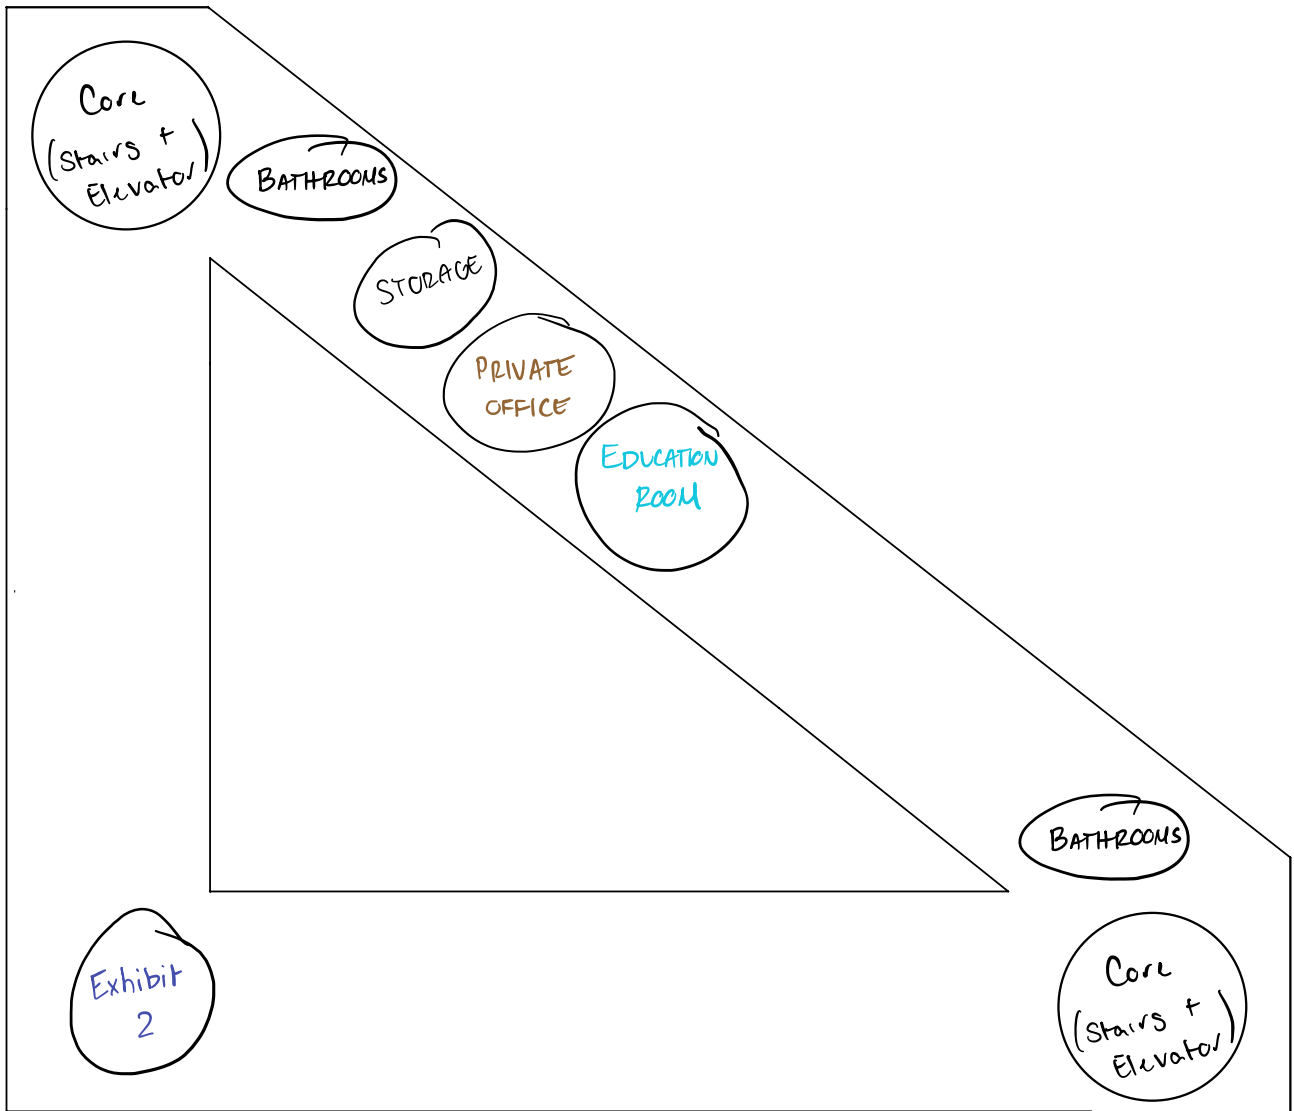 Core
(Stairs +
Elevator)
BATHROOMS
STORAGE
PRIVATE
OFFICE
EDUCATION
ROOM
BATHROOMS
Exhibit
2
Core
(Stairs +
Elevator)